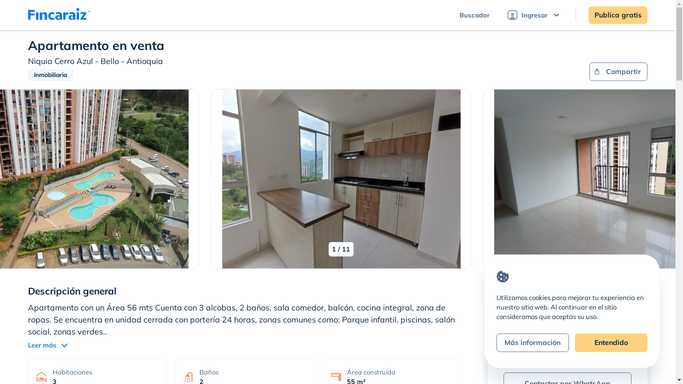 Fincaraiz
Buscador
Ingresar
Publica gratis
Apartamento en venta
Niquia Cerro Azul - Bello - Antioquia
Inmobiliaria
Compartir
1 / 11
Descripción general
Apartamento con un Área 56 mts Cuenta con 3 alcobas, 2 baños, sala comedor, balcón, cocina integral, zona de
ropas. Se encuentra en unidad cerrada con portería 24 horas, zonas comunes como: Parque infantil, piscinas, salón
social, zonas verdes..
Leer más
Habitaciones
3
Baños
2
Área construida
55 m²
Utilizamos cookies para mejorar tu experiencia en
nuestro sitio web. Al continuar en el sitio
consideramos que aceptas su uso.
Más información
Entendido
Contactar por WhatsApp